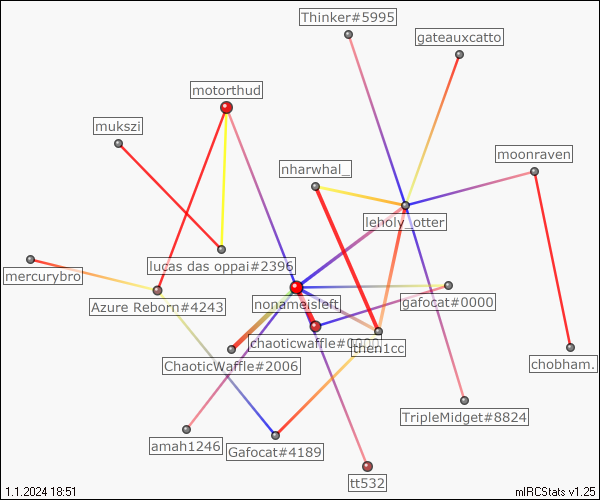 Thinker#5995
gateauxcatto
motorthud
mukszi
moonraven
nharwhal_
leholy_otter
lucas das oppai#2396
mercurybro
Azure Reborn#4243
nonameisleft
gafocat#0000
chaoticwaffle#0000
then1cc
ChaoticWaffle#2006
chobham.
TripleMidget#8824
amah1246
Gafocat#4189
tt532
1.1.2024 18:51
mIRCStats v1.25